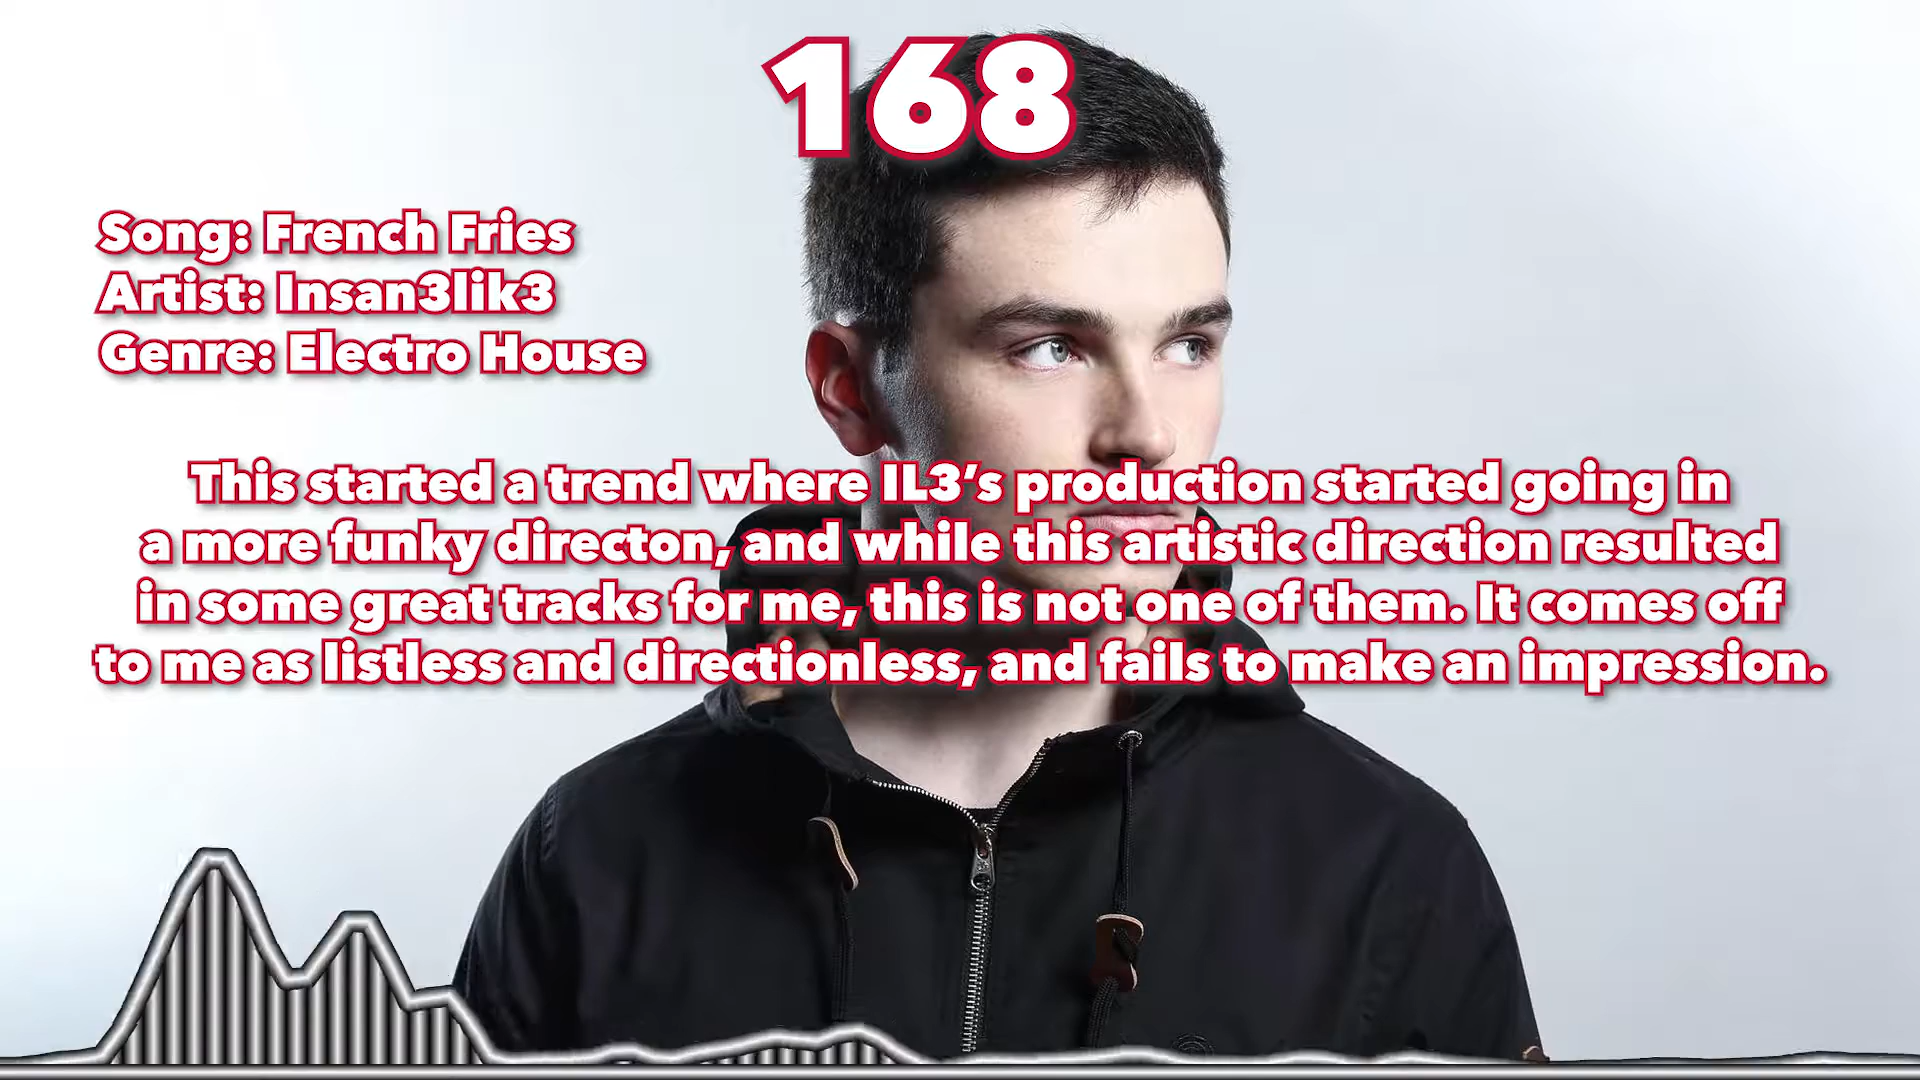 168
Song: French Fries
Artist: Insan3lik3
Genre: Electro House
This started a trend where IL3’s production started going in
a more funky directon, and while this artistic direction resulted
in some great tracks for me, this is not one of them. It comes off
to me as listless and directionless, and fails to make an impression.